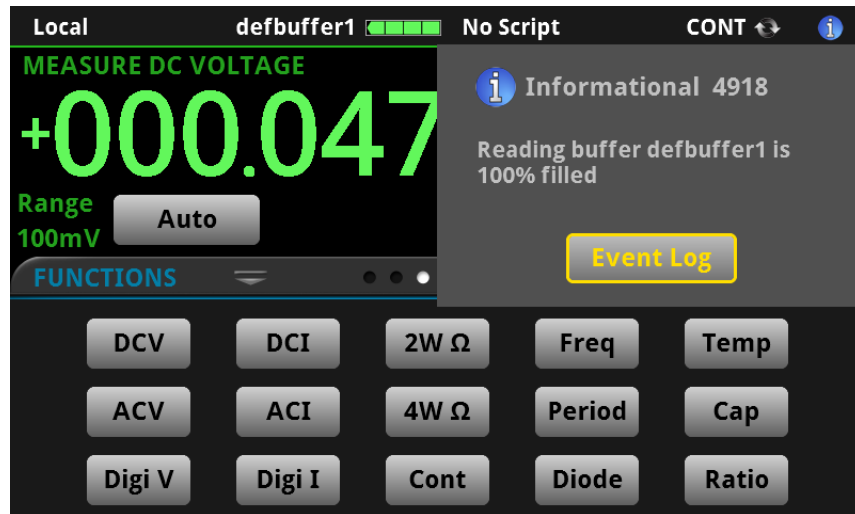 Local defbuffer1 No Script CONT
MEASURE DC VOLTAGE
+000.047
Range
100mV
Auto
Informational 4918
Reading buffer defbuffer1 is
100% filled
Event Log
FUNCTIONS
DCV DCI 2W Ω Freq Temp
ACV ACI 4W Ω Period Cap
Digi V Digi I Cont Diode Ratio